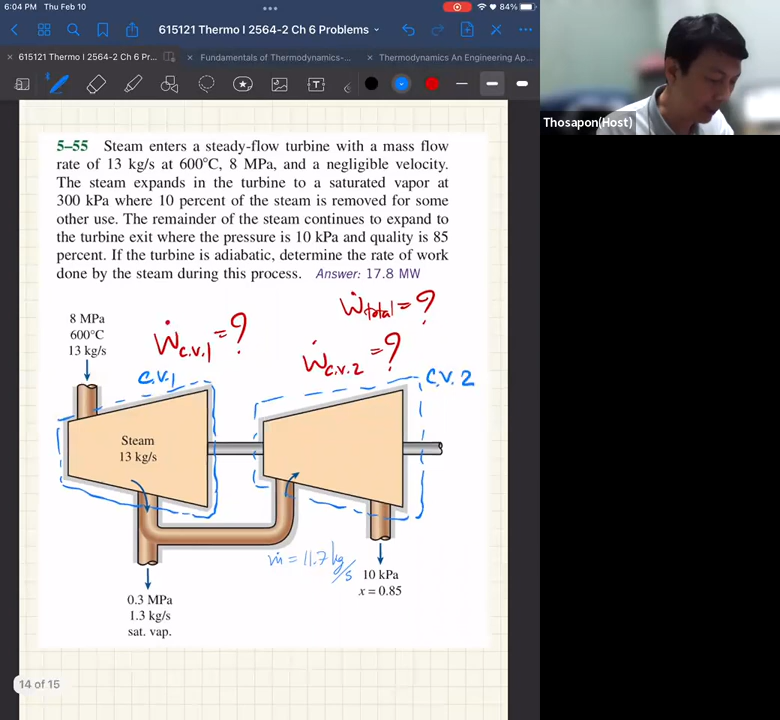 6:04 PM Thu Feb 10
84%
615121 Thermo I 2564-2 Ch 6 Problems
615121 Thermo I 2564-2 Ch 6 Pr...
Fundamentals of Thermodynamics-...
Thermodynamics An Engineering Ap...
Thosapon(Host)
5–55 Steam enters a steady-flow turbine with a mass flow
rate of 13 kg/s at 600°C, 8 MPa, and a negligible velocity.
The steam expands in the turbine to a saturated vapor at
300 kPa where 10 percent of the steam is removed for some
other use. The remainder of the steam continues to expand to
the turbine exit where the pressure is 10 kPa and quality is 85
percent. If the turbine is adiabatic, determine the rate of work
done by the steam during this process. Answer: 17.8 MW
Ẇtotal = ?
8 MPa
600°C
13 kg/s
Ẇc.v.1 = ?
Ẇc.v.2 = ?
C.V.1
C.V.2
Steam
13 kg/s
ṁ = 11.7 kg/s
10 kPa
x = 0.85
0.3 MPa
1.3 kg/s
sat. vap.
14 of 15